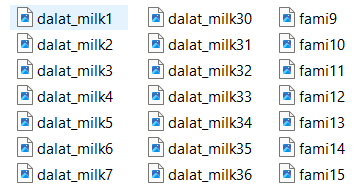 dalat_milk1
dalat_milk2
dalat_milk3
dalat_milk4
dalat_milk5
dalat_milk6
dalat_milk7
dalat_milk30
dalat_milk31
dalat_milk32
dalat_milk33
dalat_milk34
dalat_milk35
dalat_milk36
fami9
fami10
fami11
fami12
fami13
fami14
fami15